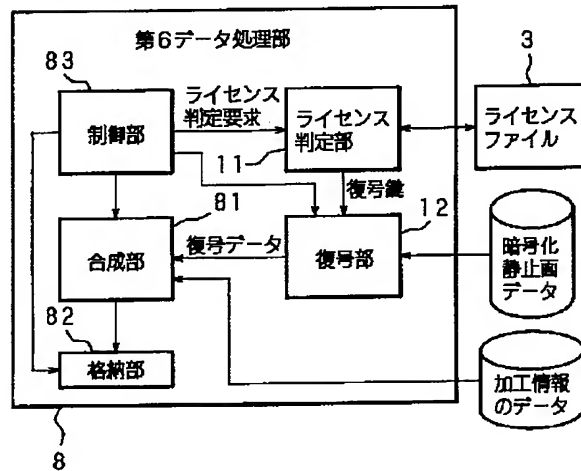 第6データ処理部
83
制御部
ライセンス
判定要求
ライセンス
判定部
11
3
ライセンス
ファイル
復号鍵
81
合成部
復号データ
12
復号部
暗号化
静止画
データ
82
格納部
加工情報
のデータ
8